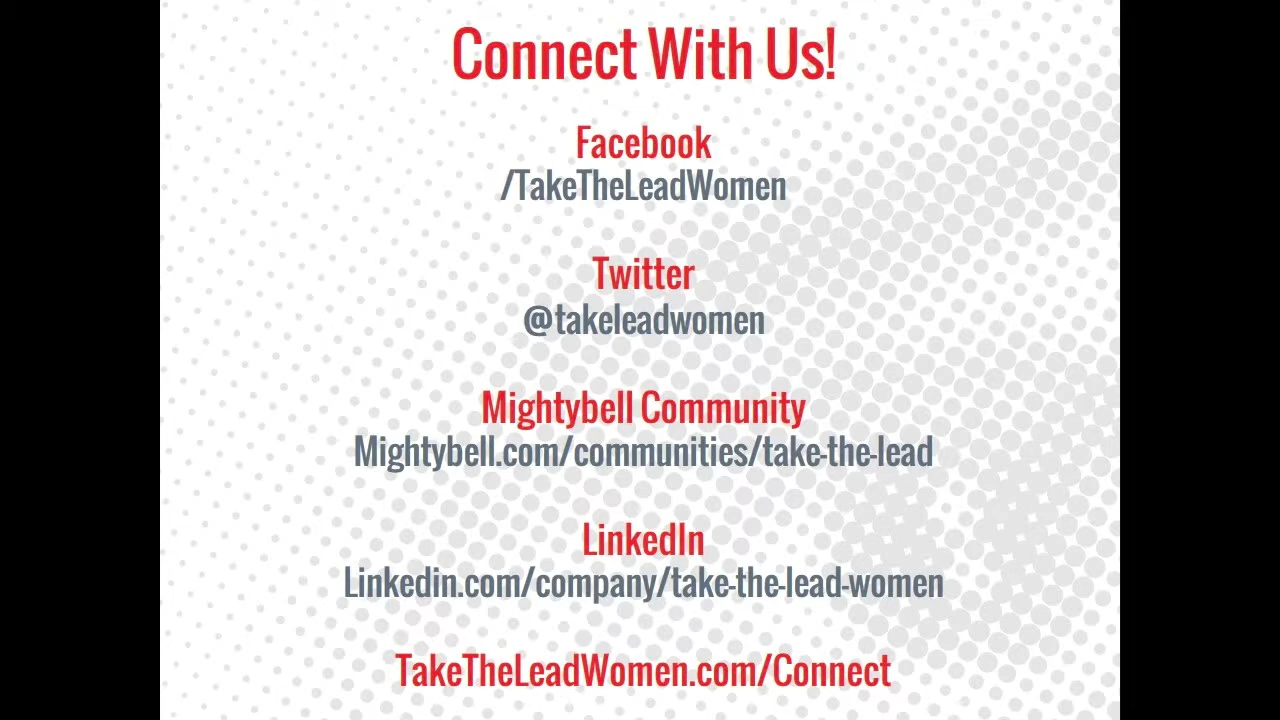 Connect With Us!
Facebook
/TakeTheLeadWomen
Twitter
@takeleadwomen
Mightybell Community
Mightybell.com/communities/take-the-lead
LinkedIn
Linkedin.com/company/take-the-lead-women
TakeTheLeadWomen.com/Connect